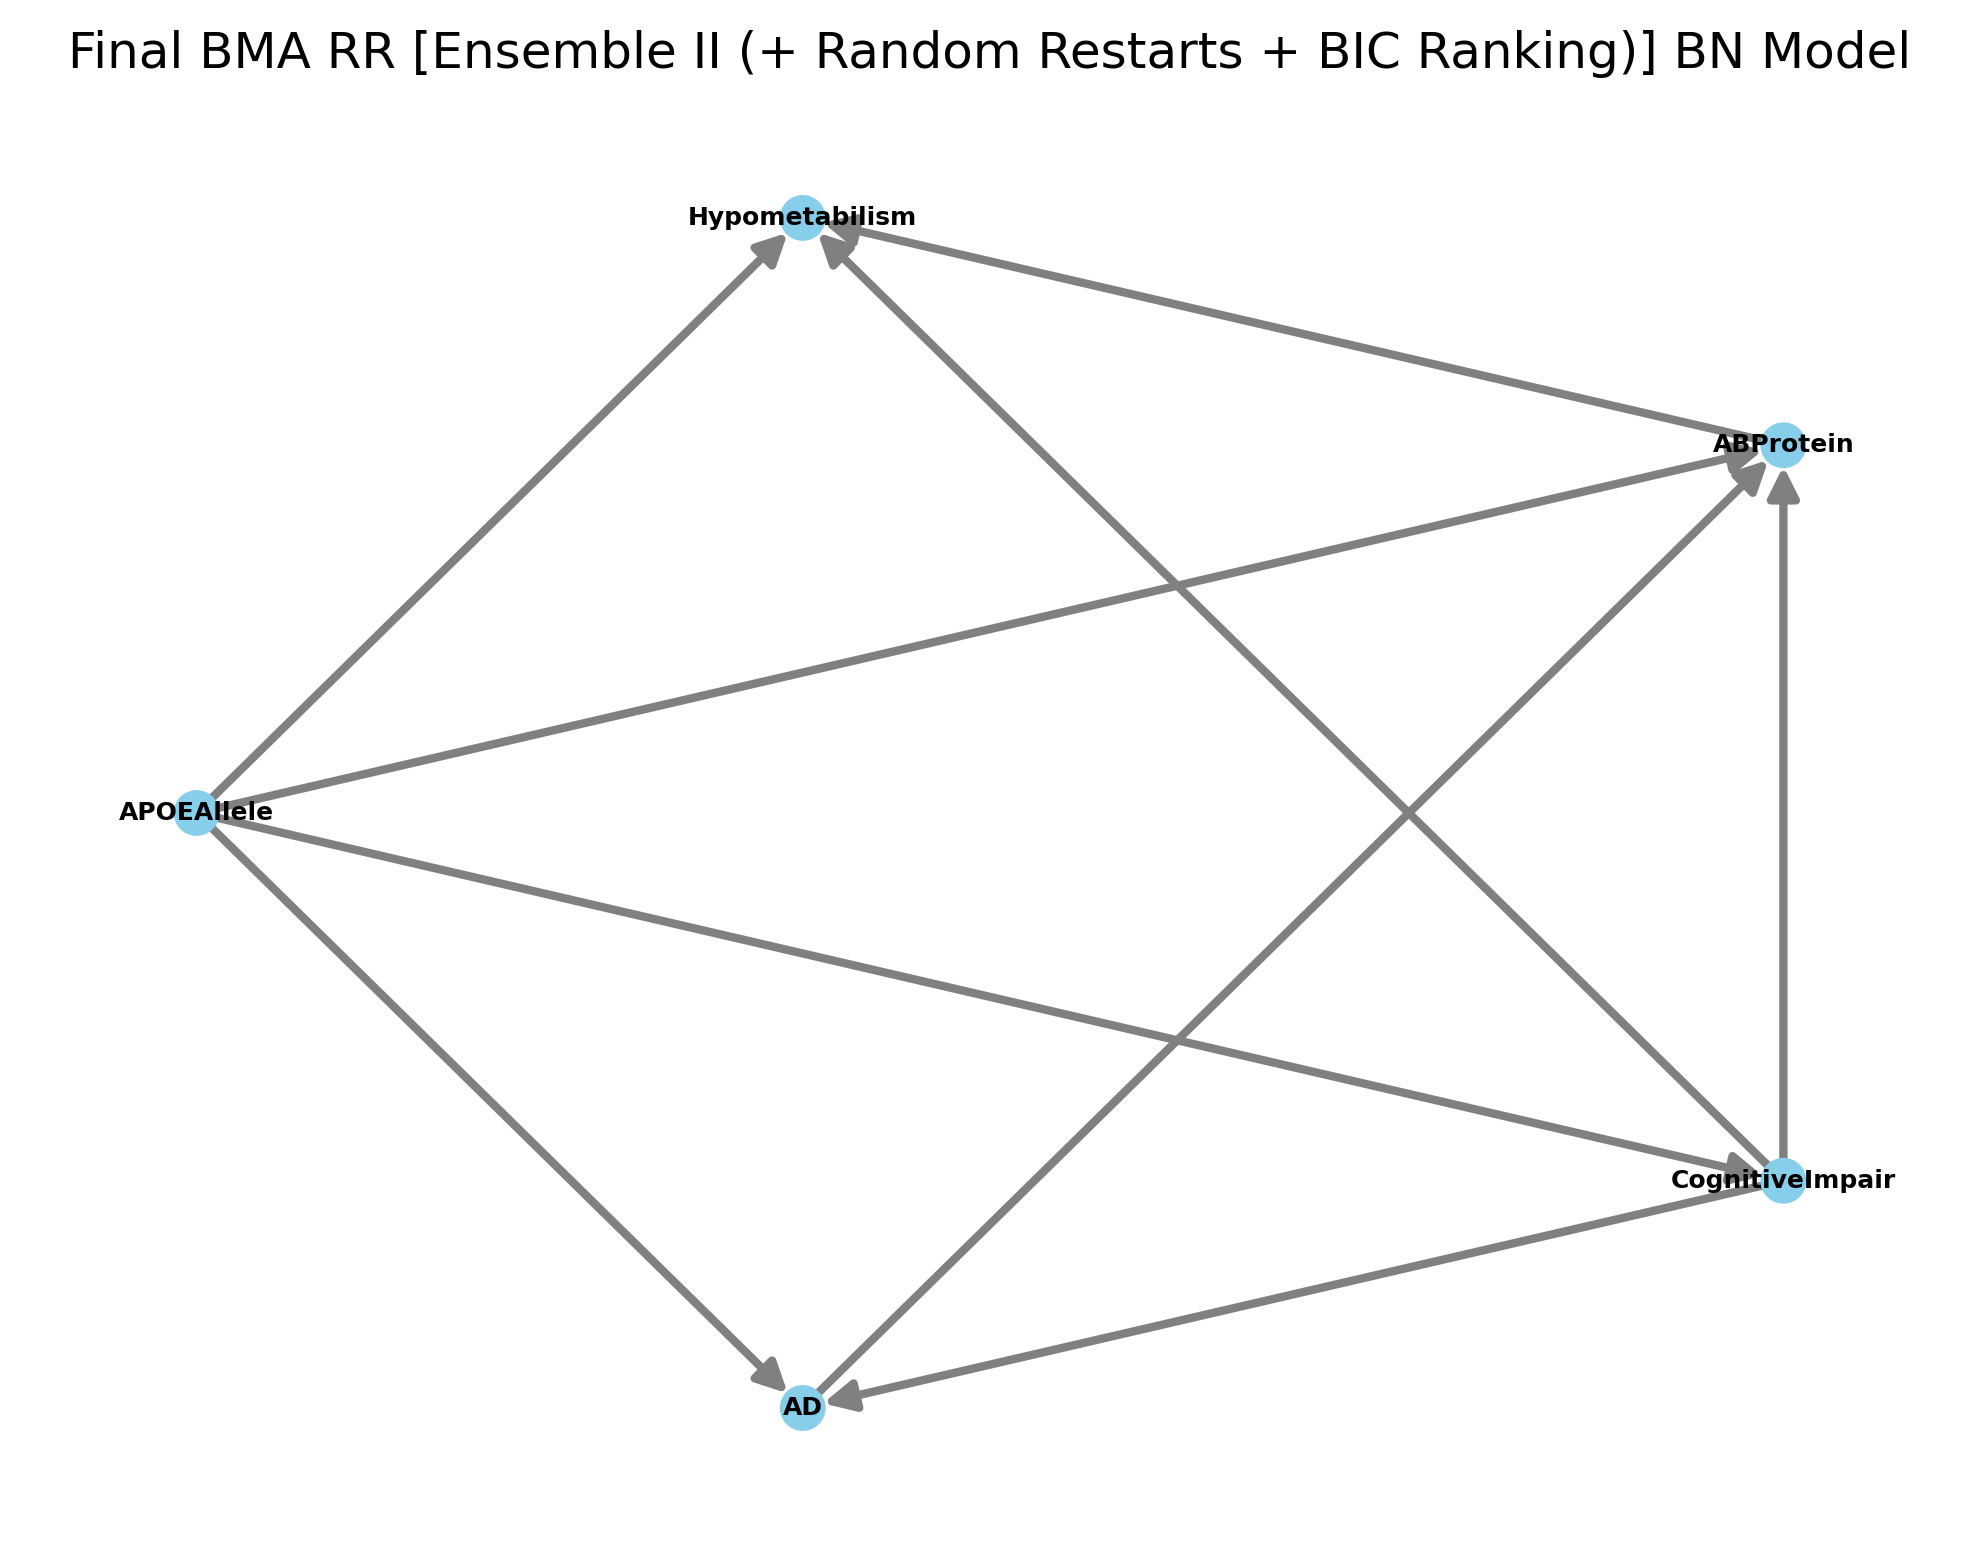 Final BMA RR [Ensemble II (+ Random Restarts + BIC Ranking)] BN Model
Hypometabilism
ABProtein
APOEAllele
CognitiveImpair
AD